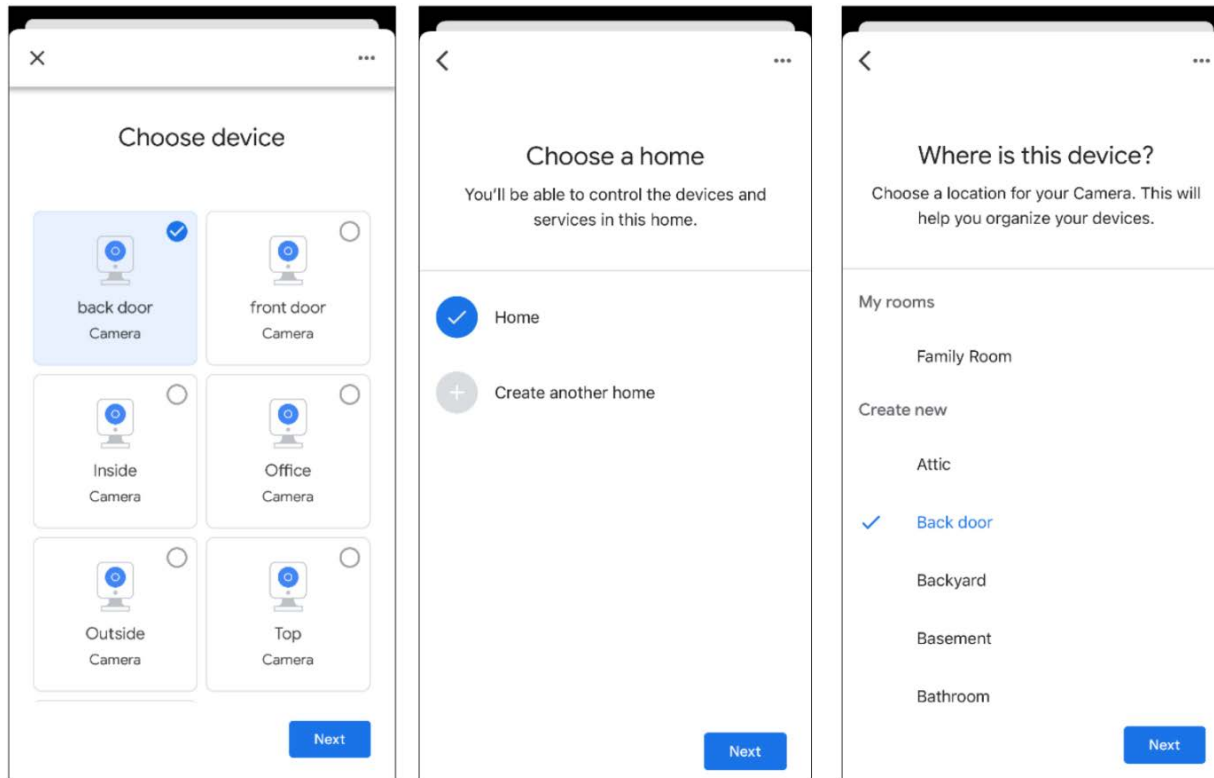 Choose device
back door
Camera
front door
Camera
Inside
Camera
Office
Camera
Outside
Camera
Top
Camera
Next
Choose a home
You'll be able to control the devices and
services in this home.
Home
Create another home
Next
Where is this device?
Choose a location for your Camera. This will
help you organize your devices.
My rooms
Family Room
Create new
Attic
Back door
Backyard
Basement
Bathroom
Next